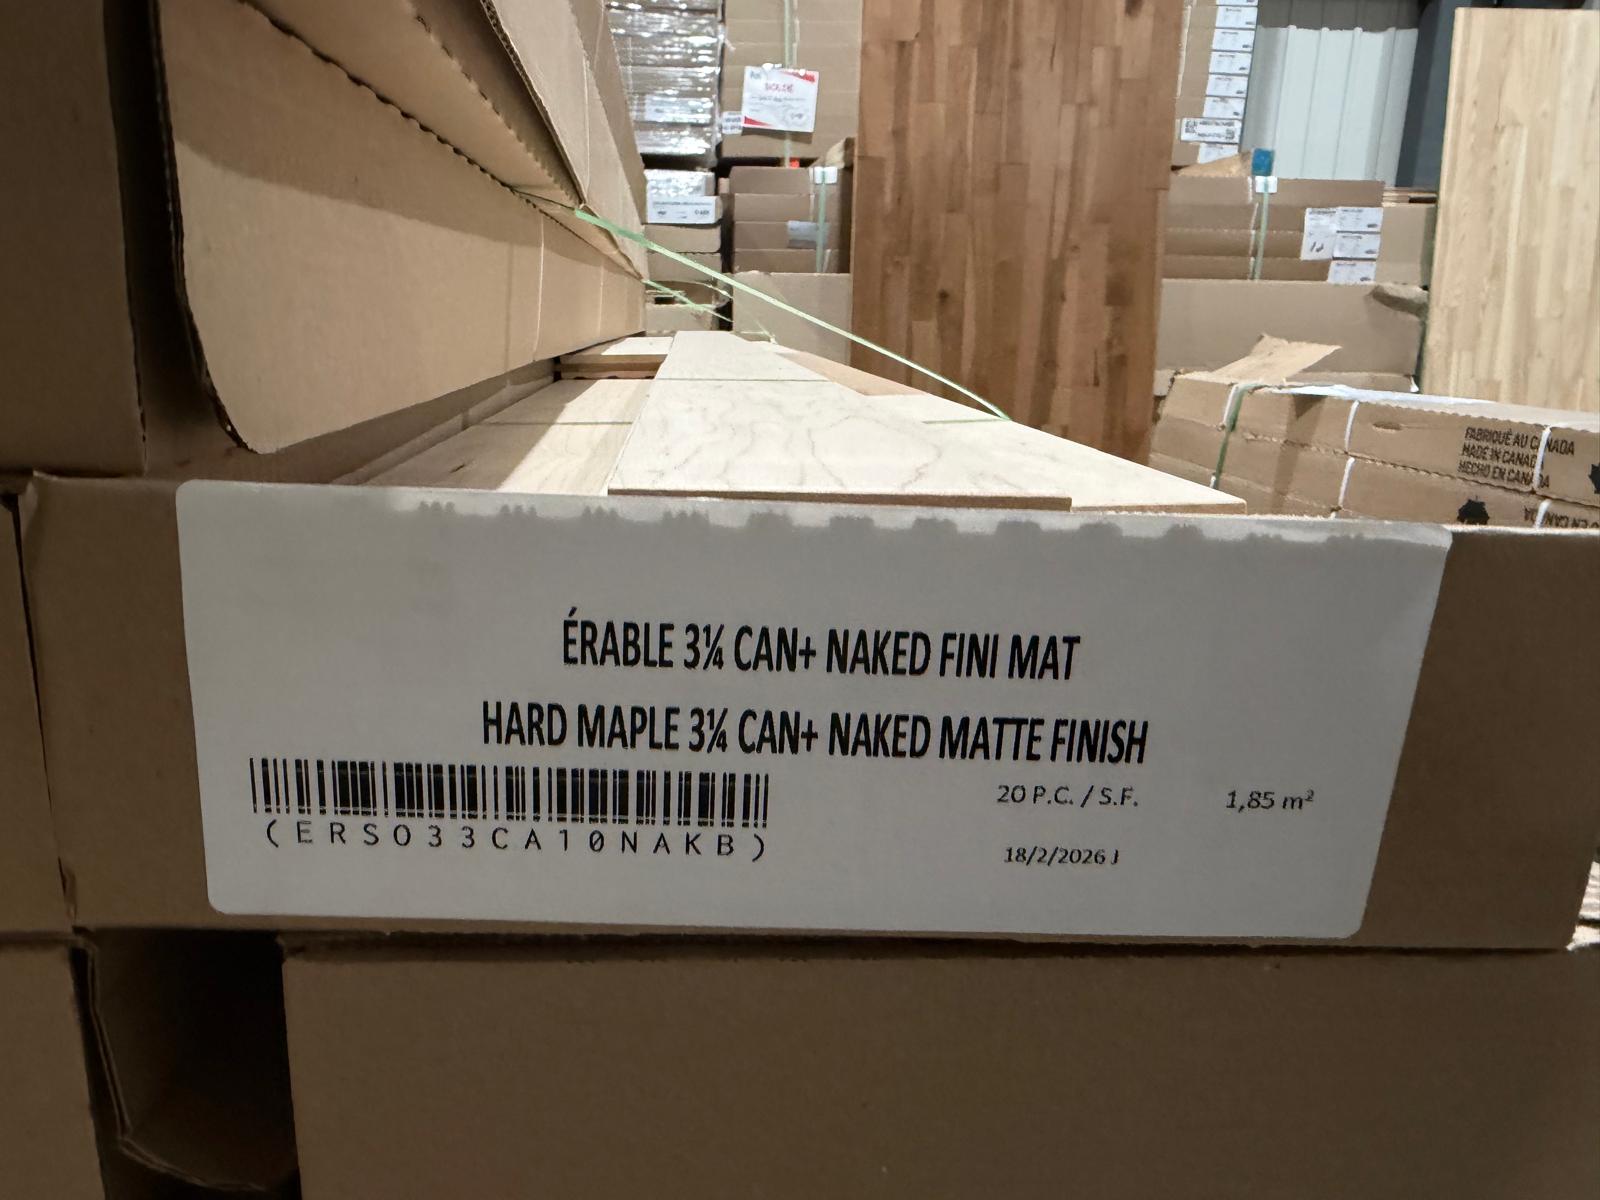 FABRIQUÉ AU CANADA
MADE IN CANADA
HECHO EN CANADA
ÉRABLE 3¼ CAN+ NAKED FINI MAT
HARD MAPLE 3¼ CAN+ NAKED MATTE FINISH
20 P.C. / S.F. 1,85 m²
(ERSO33CA10NAKB)
18/2/2026 J